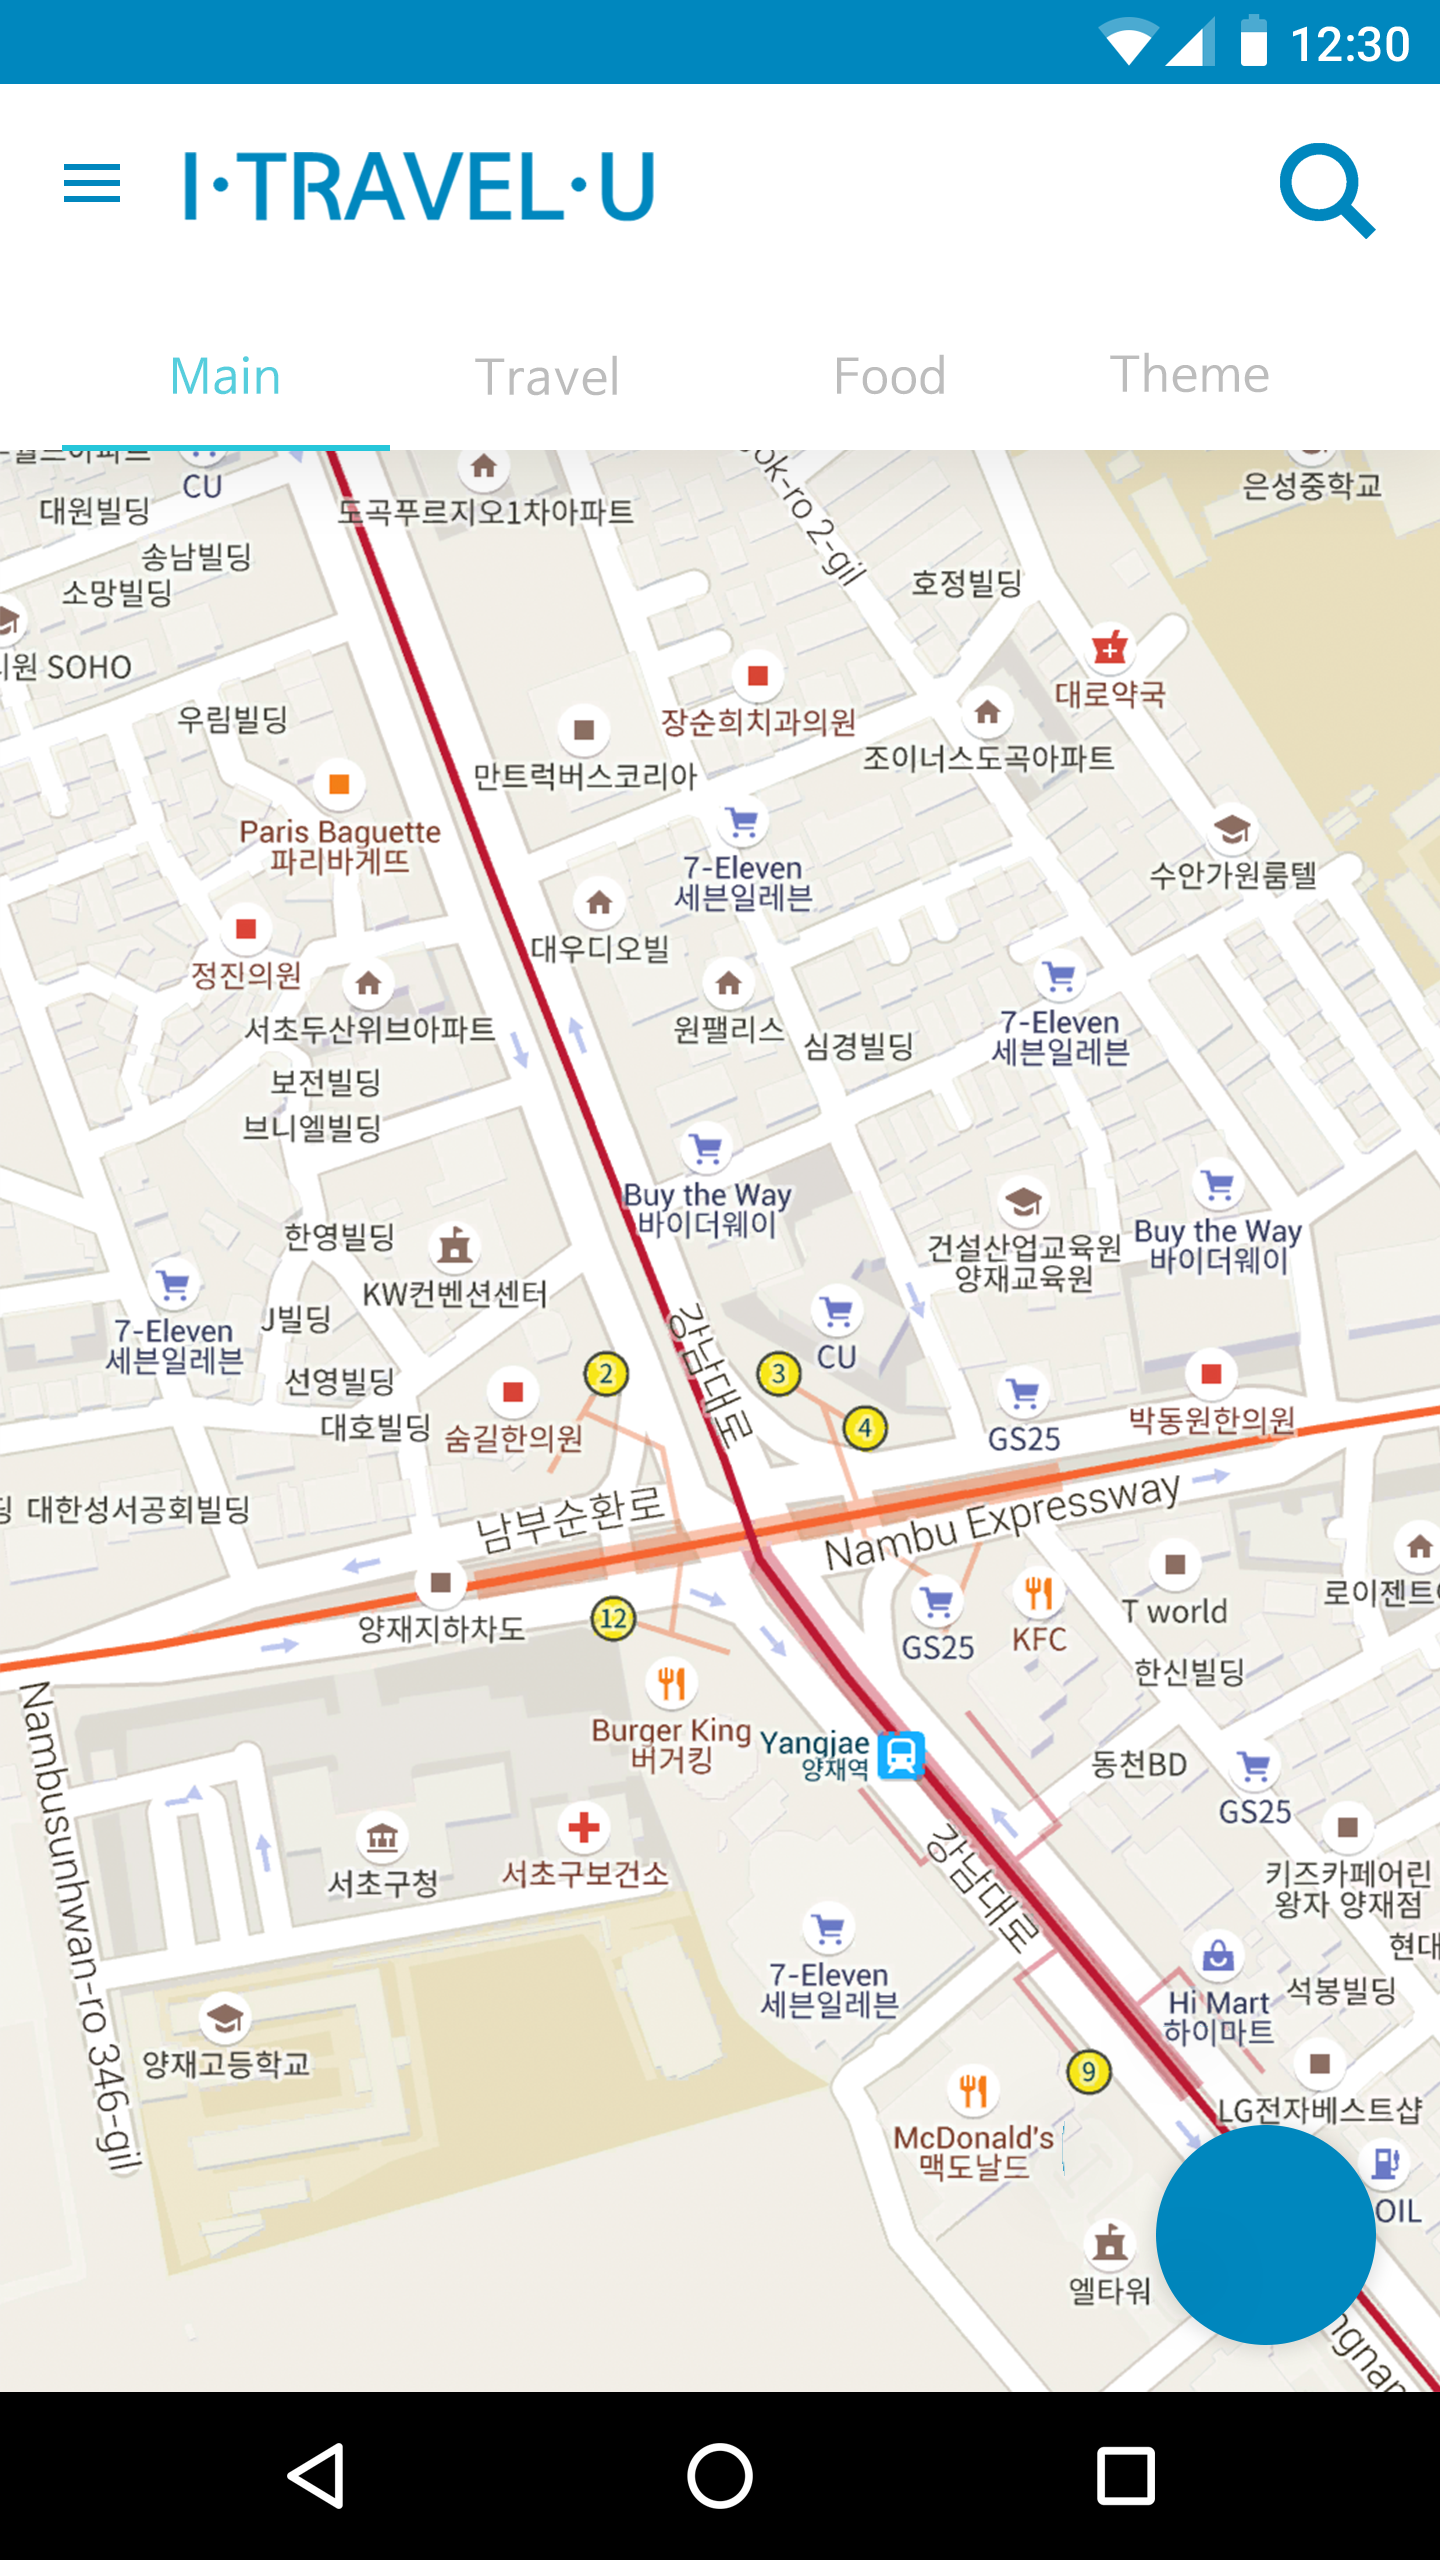 12:30
I·TRAVEL·U
Main
Travel
Food
Theme
CU
대원빌딩
도곡푸르지오1차아파트
은성중학교
송남빌딩
소망빌딩
호정빌딩
SOHO
대로약국
우림빌딩
장순희치과의원
조이너스도곡아파트
만트럭버스코리아
Paris Baguette
파리바게뜨
7-Eleven
세븐일레븐
수안가원룸텔
대우디오빌
정진의원
서초두산위브아파트
원팰리스
심경빌딩
7-Eleven
세븐일레븐
보전빌딩
브니엘빌딩
Buy the Way
바이더웨이
한영빌딩
건설산업교육원
양재교육원
Buy the Way
바이더웨이
KW컨벤션센터
J빌딩
7-Eleven
세븐일레븐
강남대로
CU
2
3
선영빌딩
대호빌딩
숨길한의원
4
GS25
박동원한의원
대한성서공회빌딩
남부순환로
Nambu Expressway
양재지하차도
12
GS25
KFC
T world
한신빌딩
Nambusunhwan-ro 346-gil
Burger King
버거킹
Yangjae
양재역
동천BD
GS25
서초구청
서초구보건소
강남대로
키즈카페어린
왕자 양재점
7-Eleven
세븐일레븐
Hi Mart
하이마트
석봉빌딩
양재고등학교
9
LG전자베스트샵
McDonald's
맥도날드
OIL
엘타워